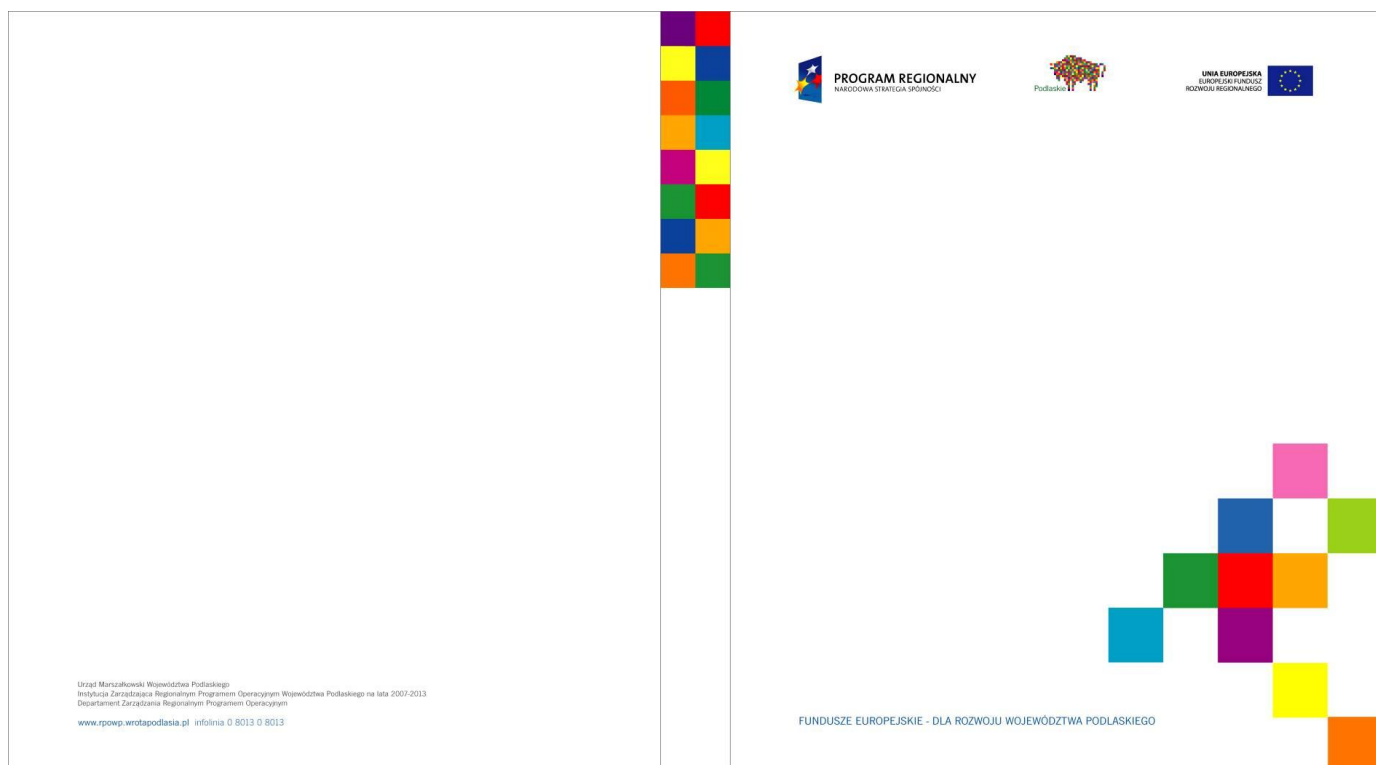 PROGRAM REGIONALNY
NARODOWA STRATEGIA SPÓJNOŚCI
Podlaskie
UNIA EUROPEJSKA
EUROPEJSKI FUNDUSZ
ROZWOJU REGIONALNEGO
Urząd Marszałkowski Województwa Podlaskiego
Instytucja Zarządzająca Regionalnym Programem Operacyjnym Województwa Podlaskiego na lata 2007-2013
Departament Zarządzania Regionalnym Programem Operacyjnym
www.rpowp.wrotapodlasia.pl infolinia 0 8013 0 8013
FUNDUSZE EUROPEJSKIE - DLA ROZWOJU WOJEWÓDZTWA PODLASKIEGO